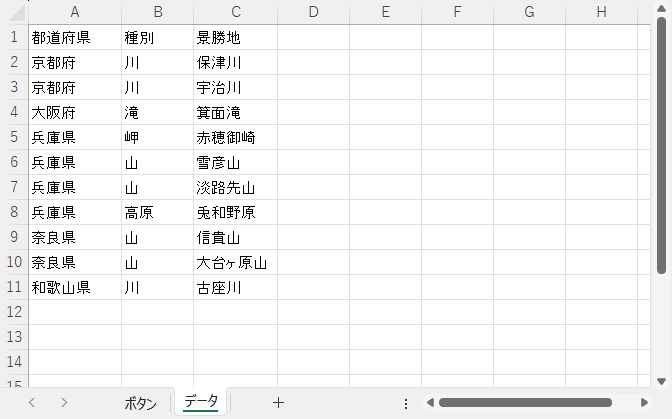 A B C D E F G H
1 都道府県 種別 景勝地
2 京都府 川 保津川
3 京都府 川 宇治川
4 大阪府 滝 箕面滝
5 兵庫県 岬 赤穂御崎
6 兵庫県 山 雪彦山
7 兵庫県 山 淡路先山
8 兵庫県 高原 兎和野原
9 奈良県 山 信貴山
10 奈良県 山 大台ヶ原山
11 和歌山県 川 古座川
12
13
14
15
ボタン データ